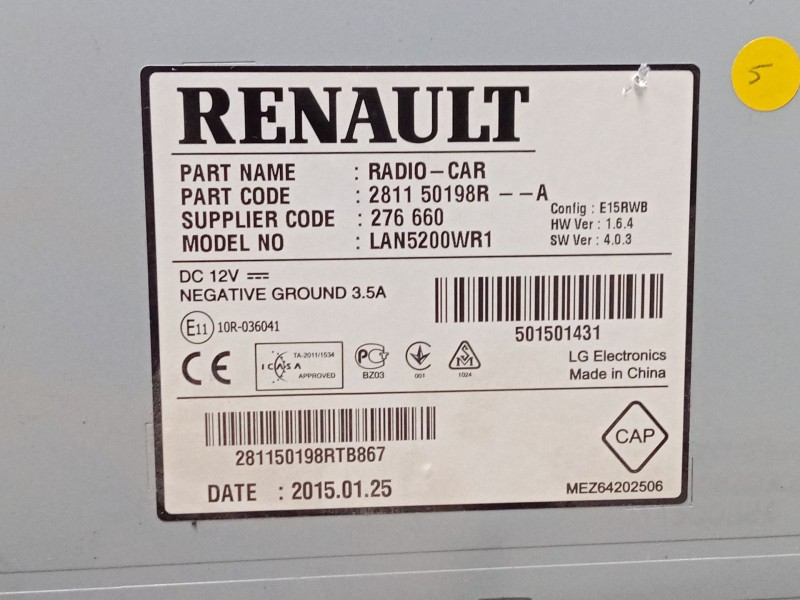 5
RENAULT
PART NAME : RADIO-CAR
PART CODE : 2811 50198R --A
SUPPLIER CODE : 276 660
MODEL NO : LAN5200WR1
Config : E15RWB
HW Ver : 1.6.4
SW Ver : 4.0.3
DC 12V
NEGATIVE GROUND 3.5A
E11 10R-036041
501501431
CE
TA-2011/1534
ICASA
APPROVED
PG
BZ03
001
1024
LG Electronics
Made in China
281150198RTB867
CAP
DATE : 2015.01.25
MEZ64202506